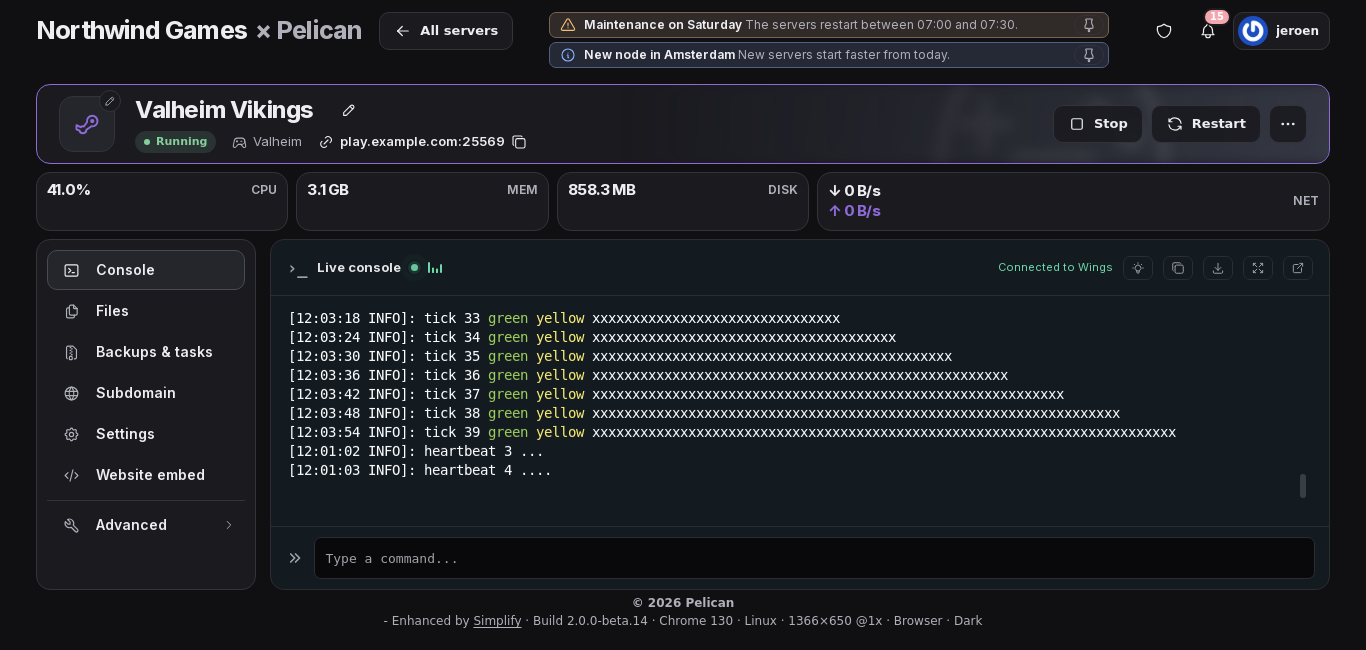 Northwind Games × Pelican
All servers
Maintenance on Saturday The servers restart between 07:00 and 07:30.
New node in Amsterdam New servers start faster from today.
15
jeroen
Valheim Vikings
Running
Valheim
play.example.com:25569
Stop
Restart
41.0% CPU
3.1 GB MEM
858.3 MB DISK
↓ 0 B/s
↑ 0 B/s
NET
Console
Files
Backups & tasks
Subdomain
Settings
Website embed
Advanced
Live console
Connected to Wings
[12:03:18 INFO]: tick 33 green yellow xxxxxxxxxxxxxxxxxxxxxxxxxxxxxxx
[12:03:24 INFO]: tick 34 green yellow xxxxxxxxxxxxxxxxxxxxxxxxxxxxxxxxxxxxxx
[12:03:30 INFO]: tick 35 green yellow xxxxxxxxxxxxxxxxxxxxxxxxxxxxxxxxxxxxxxxxxxxxx
[12:03:36 INFO]: tick 36 green yellow xxxxxxxxxxxxxxxxxxxxxxxxxxxxxxxxxxxxxxxxxxxxxxxxxxxx
[12:03:42 INFO]: tick 37 green yellow xxxxxxxxxxxxxxxxxxxxxxxxxxxxxxxxxxxxxxxxxxxxxxxxxxxxxxxxxxx
[12:03:48 INFO]: tick 38 green yellow xxxxxxxxxxxxxxxxxxxxxxxxxxxxxxxxxxxxxxxxxxxxxxxxxxxxxxxxxxxxxxxxxx
[12:03:54 INFO]: tick 39 green yellow xxxxxxxxxxxxxxxxxxxxxxxxxxxxxxxxxxxxxxxxxxxxxxxxxxxxxxxxxxxxxxxxxxxxxxxxx
[12:01:02 INFO]: heartbeat 3 ...
[12:01:03 INFO]: heartbeat 4 ....
Type a command...
© 2026 Pelican
- Enhanced by Simplify · Build 2.0.0-beta.14 · Chrome 130 · Linux · 1366×650 @1x · Browser · Dark